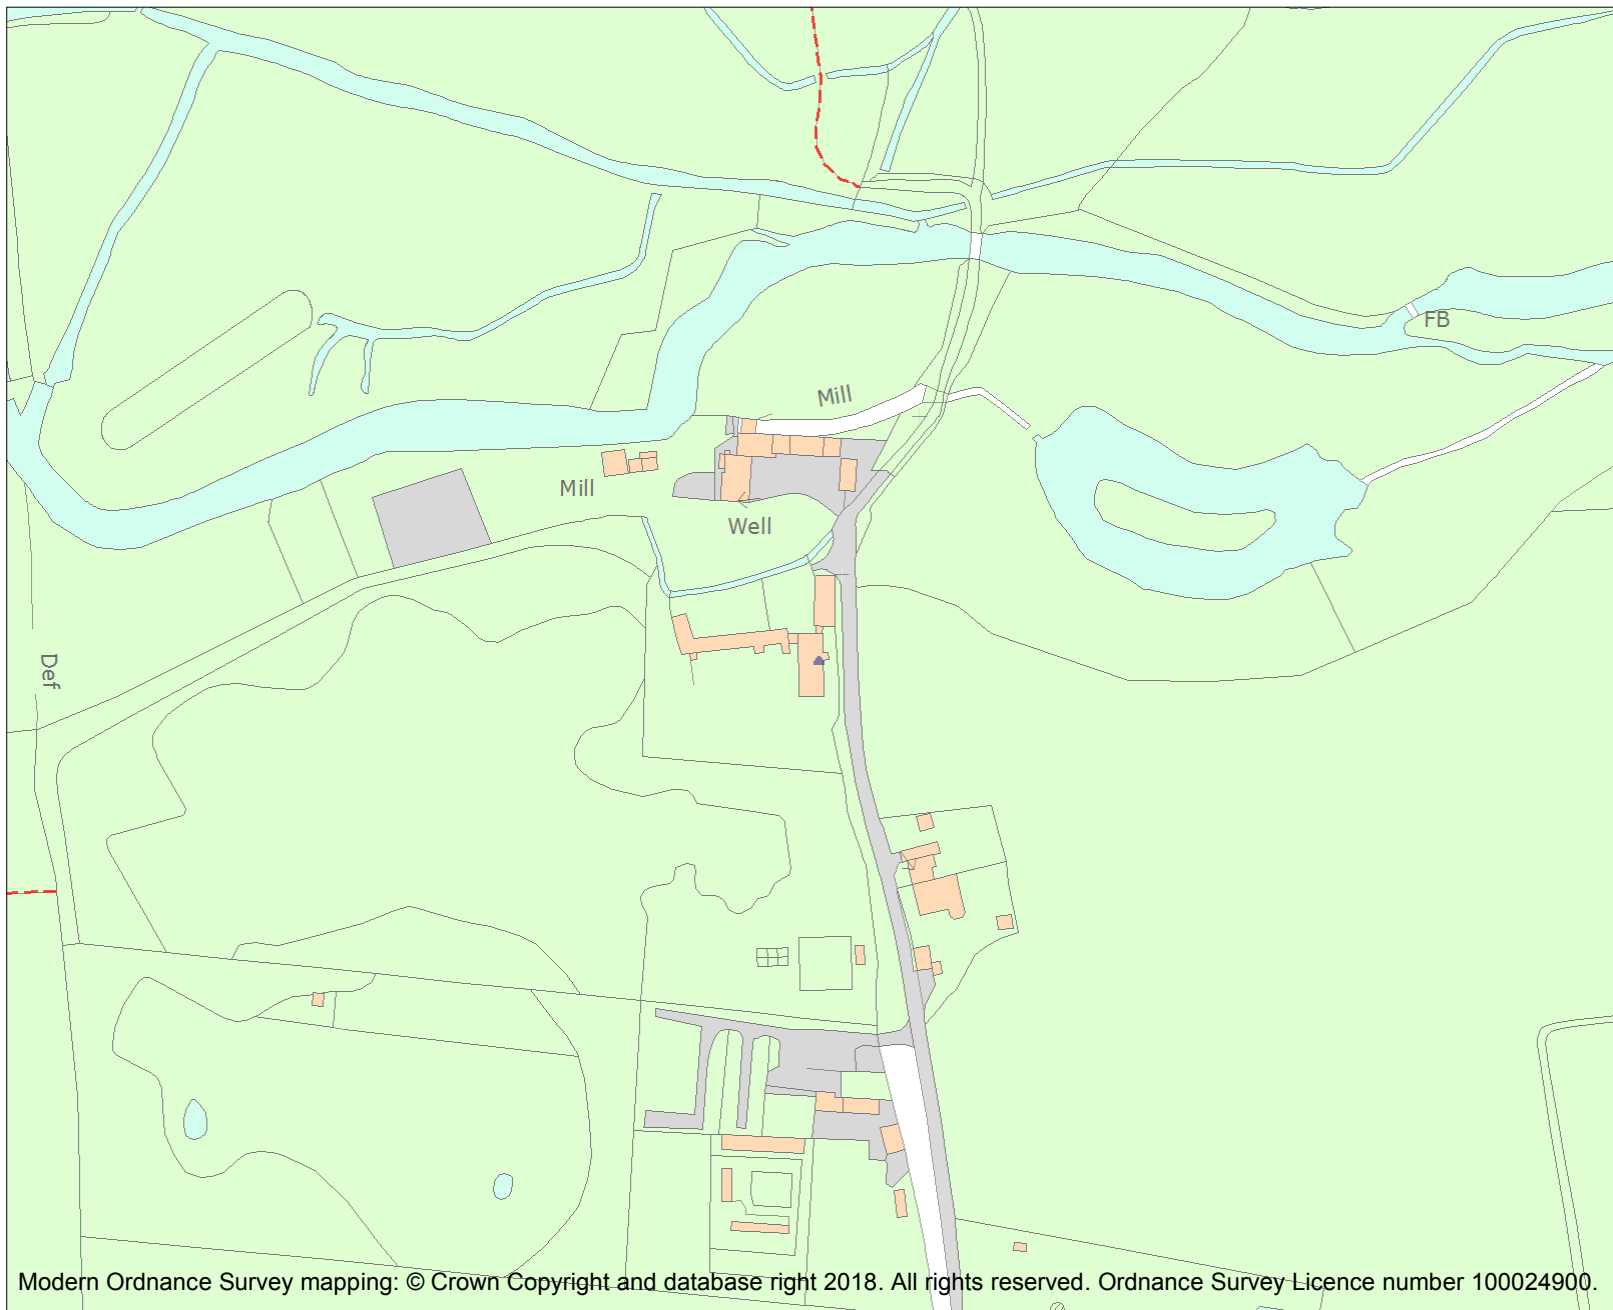 FB
Mill
Mill
Well
Def
Modern Ordnance Survey mapping: © Crown Copyright and database right 2018. All rights reserved. Ordnance Survey Licence number 100024900.